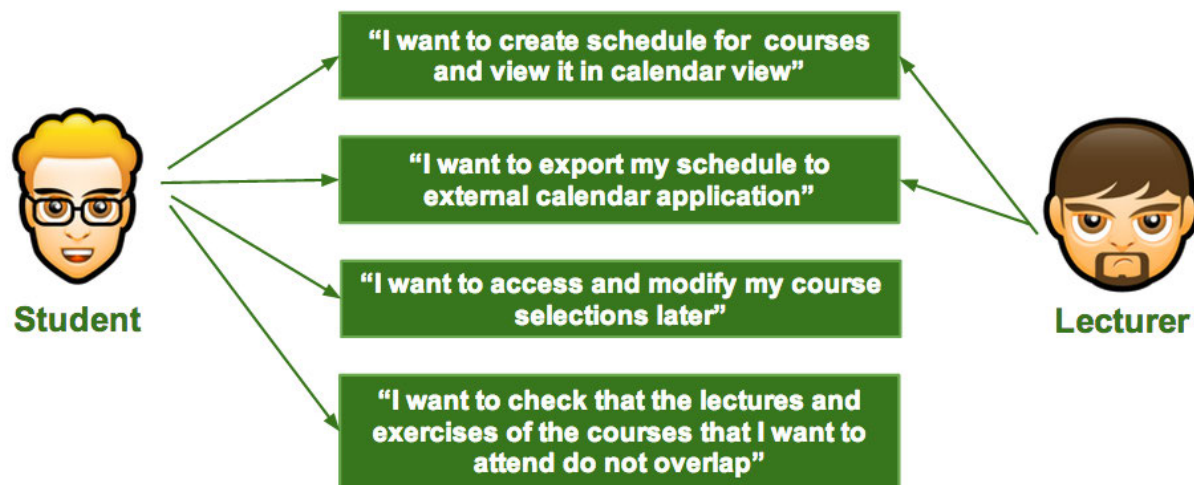 “I want to create schedule for courses
and view it in calendar view”
“I want to export my schedule to
external calendar application”
“I want to access and modify my course
selections later”
“I want to check that the lectures and
exercises of the courses that I want to
attend do not overlap”
Student
Lecturer